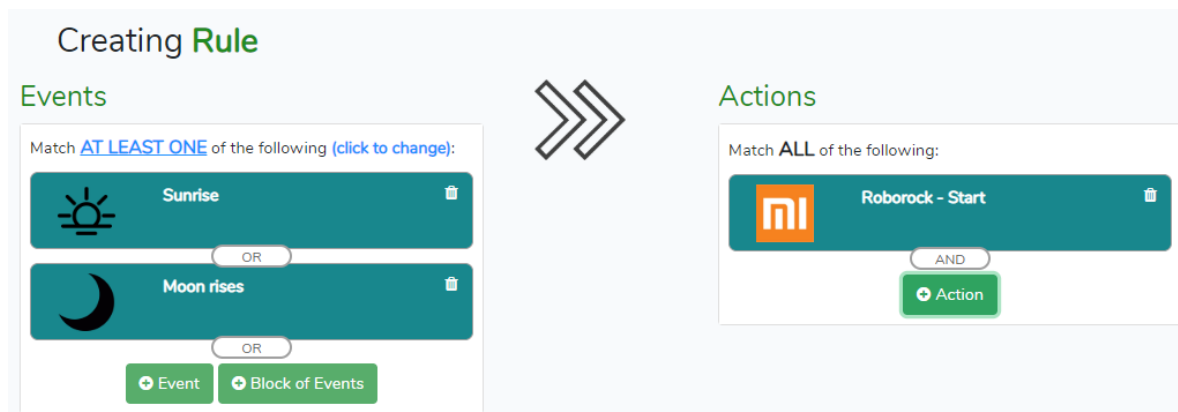 Creating Rule
Events
Match AT LEAST ONE of the following (click to change):
Sunrise
OR
Moon rises
OR
Event
Block of Events
Actions
Match ALL of the following:
mi
Roborock - Start
AND
Action